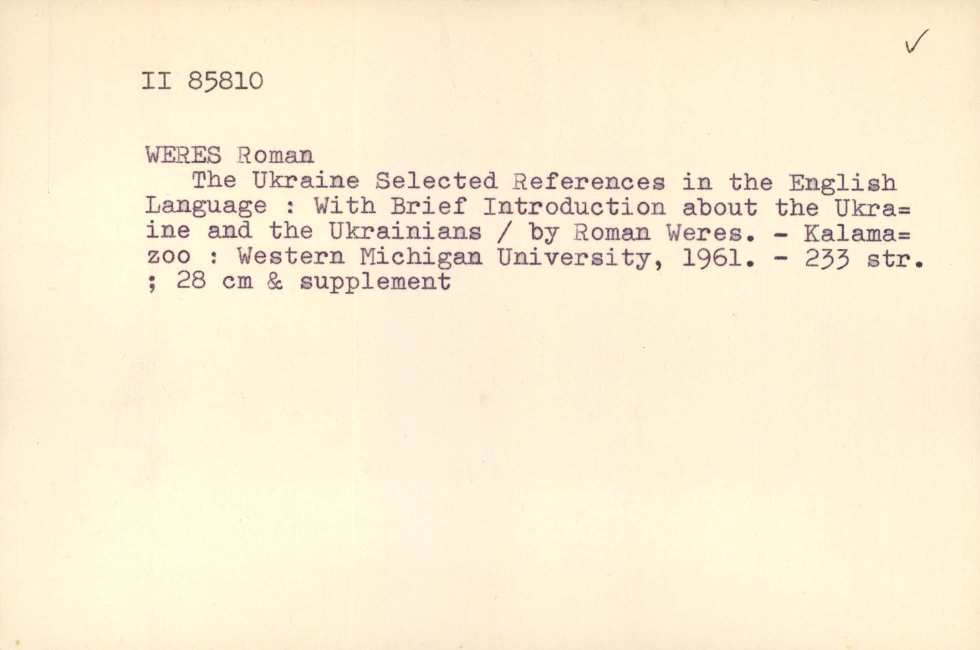 ✓
II 85810
WERES Roman
The Ukraine Selected References in the English
Language : With Brief Introduction about the Ukra=
ine and the Ukrainians / by Roman Weres. - Kalama=
zoo : Western Michigan University, 1961. - 233 str.
; 28 cm & supplement